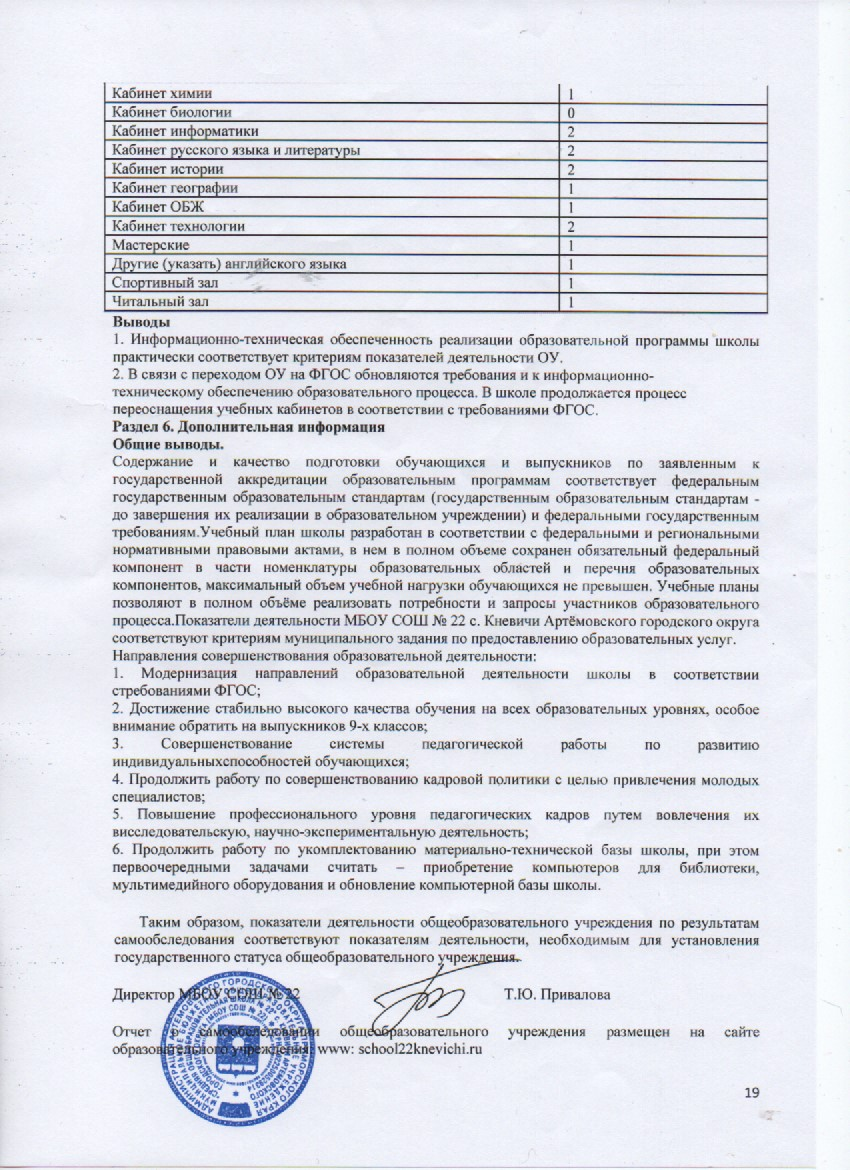 Кабинет химии 1
Кабинет биологии 0
Кабинет информатики 2
Кабинет русского языка и литературы 2
Кабинет истории 2
Кабинет географии 1
Кабинет ОБЖ 1
Кабинет технологии 2
Мастерские 1
Другие (указать) английского языка 1
Спортивный зал 1
Читальный зал 1
Выводы
1. Информационно-техническая обеспеченность реализации образовательной программы школы
практически соответствует критериям показателей деятельности ОУ.
2. В связи с переходом ОУ на ФГОС обновляются требования и к информационно-
техническому обеспечению образовательного процесса. В школе продолжается процесс
переоснащения учебных кабинетов в соответствии с требованиями ФГОС.
Раздел 6. Дополнительная информация
Общие выводы.
Содержание и качество подготовки обучающихся и выпускников по заявленным к
государственной аккредитации образовательным программам соответствует федеральным
государственным образовательным стандартам (государственным образовательным стандартам -
до завершения их реализации в образовательном учреждении) и федеральными государственным
требованиям.Учебный план школы разработан в соответствии с федеральными и региональными
нормативными правовыми актами, в нем в полном объеме сохранен обязательный федеральный
компонент в части номенклатуры образовательных областей и перечня образовательных
компонентов, максимальный объем учебной нагрузки обучающихся не превышен. Учебные планы
позволяют в полном объёме реализовать потребности и запросы участников образовательного
процесса.Показатели деятельности МБОУ СОШ № 22 с. Кневичи Артёмовского городского округа
соответствуют критериям муниципального задания по предоставлению образовательных услуг.
Направления совершенствования образовательной деятельности:
1. Модернизация направлений образовательной деятельности школы в соответствии
стребованиями ФГОС;
2. Достижение стабильно высокого качества обучения на всех образовательных уровнях, особое
внимание обратить на выпускников 9-х классов;
3. Совершенствование системы педагогической работы по развитию
индивидуальныхспособностей обучающихся;
4. Продолжить работу по совершенствованию кадровой политики с целью привлечения молодых
специалистов;
5. Повышение профессионального уровня педагогических кадров путем вовлечения их
висследовательскую, научно-экспериментальную деятельность;
6. Продолжить работу по укомплектованию материально-технической базы школы, при этом
первоочередными задачами считать – приобретение компьютеров для библиотеки,
мультимедийного оборудования и обновление компьютерной базы школы.
Таким образом, показатели деятельности общеобразовательного учреждения по результатам
самообследования соответствуют показателям деятельности, необходимым для установления
государственного статуса общеобразовательного учреждения.
Директор МБОУ СОШ № 22 Т.Ю. Привалова
Отчет о самообследовании общеобразовательного учреждения размещен на сайте
образовательного учреждения: www: school22knevichi.ru
19